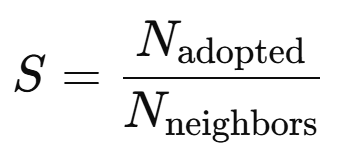 S = N_adopted / N_neighbors